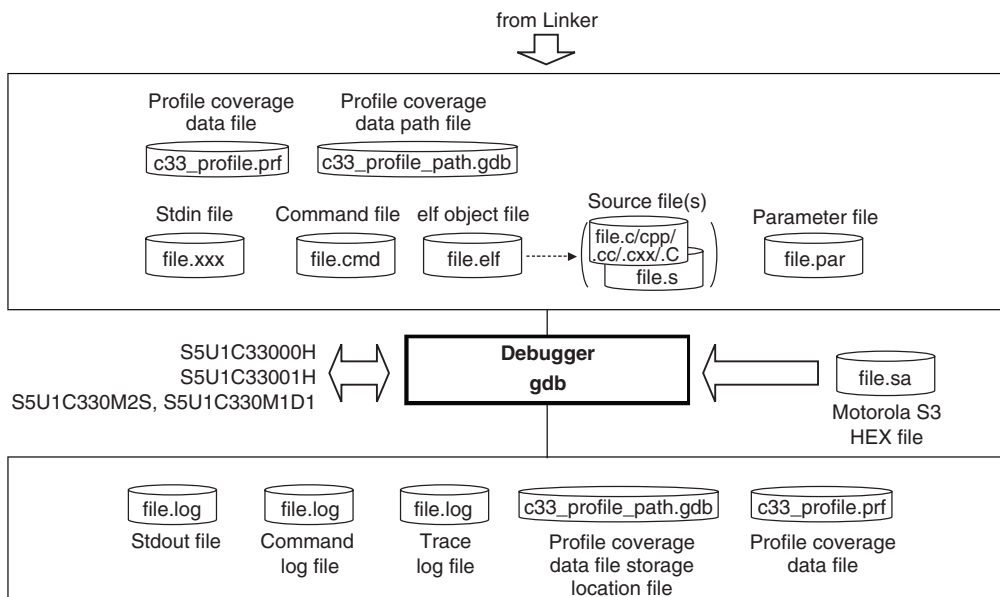 from Linker
Profile coverage
data file
c33_profile.prf
Profile coverage
data path file
c33_profile_path.gdb
Stdin file
file.xxx
Command file
file.cmd
elf object file
file.elf
Source file(s)
file.c/cpp/
.cc/.cxx/.C
file.s
Parameter file
file.par
S5U1C33000H
S5U1C33001H
S5U1C330M2S, S5U1C330M1D1
Debugger
gdb
file.sa
Motorola S3
HEX file
file.log
Stdout file
file.log
Command
log file
file.log
Trace
log file
c33_profile_path.gdb
Profile coverage
data file storage
location file
c33_profile.prf
Profile coverage
data file